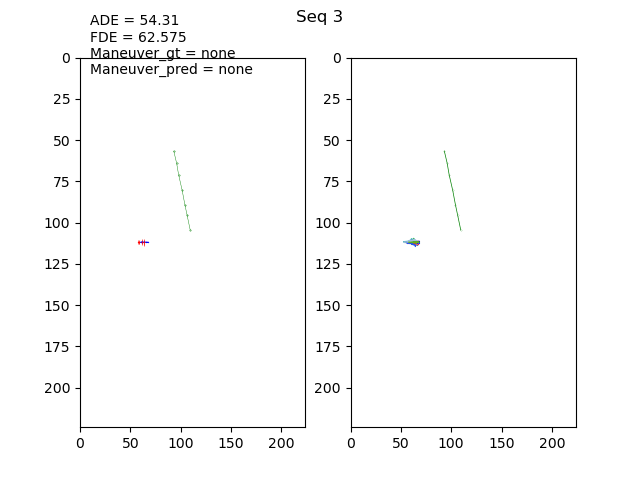 Seq 3
ADE = 54.31
FDE = 62.575
Maneuver_gt = none
Maneuver_pred = none
0
25
50
75
100
125
150
175
200
0 50 100 150 200
0
25
50
75
100
125
150
175
200
0 50 100 150 200